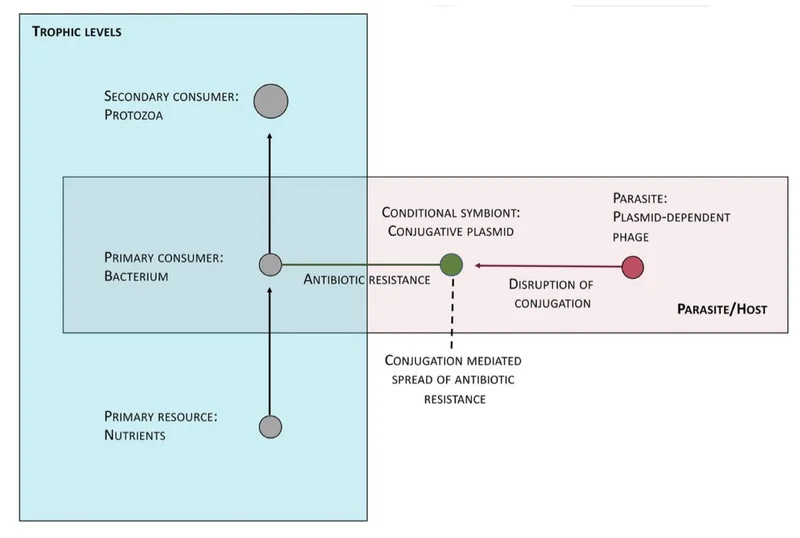 Trophic levels
Secondary consumer:
Protozoa
Parasite:
Plasmid-dependent
phage
Conditional symbiont:
Conjugative plasmid
Primary consumer:
Bacterium
Antibiotic resistance
Disruption of
conjugation
Parasite/Host
Conjugation mediated
spread of antibiotic
resistance
Primary resource:
Nutrients